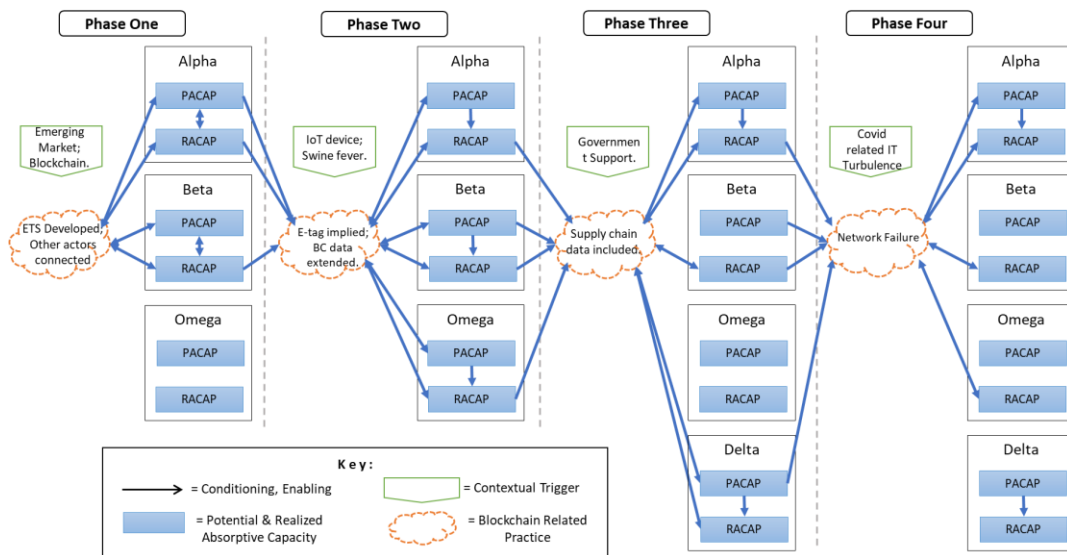 Phase One
Phase Two
Phase Three
Phase Four
Alpha
PACAP
RACAP
Emerging
Market;
Blockchain.
Beta
PACAP
RACAP
ETS Developed;
Other actors
connected.
Omega
PACAP
RACAP
Alpha
PACAP
RACAP
IoT device;
Swine fever.
Beta
PACAP
RACAP
E-tag implied;
BC data
extended.
Omega
PACAP
RACAP
Alpha
PACAP
RACAP
Governmen
t Support.
Beta
PACAP
RACAP
Supply chain
data included.
Omega
PACAP
RACAP
Delta
PACAP
RACAP
Alpha
PACAP
RACAP
Covid
related IT
Turbulence
Beta
PACAP
RACAP
Network Failure
Omega
PACAP
RACAP
Delta
PACAP
RACAP
Key:
= Conditioning, Enabling
= Contextual Trigger
= Potential & Realized
Absorptive Capacity
= Blockchain Related
Practice